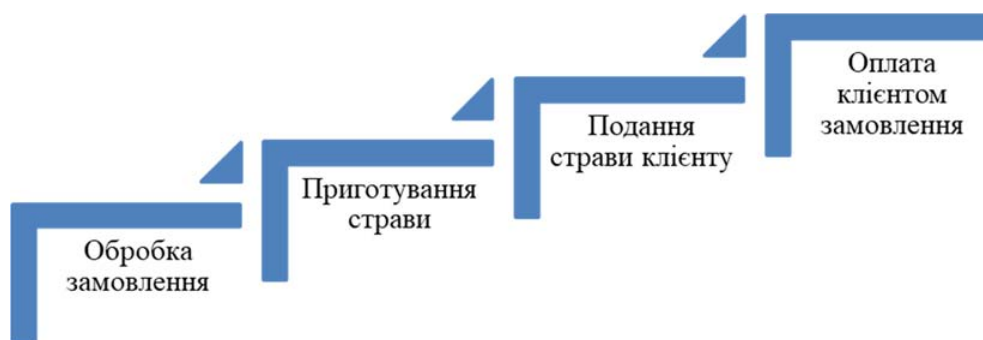 Обробка
замовлення
Приготування
страви
Подання
страви клієнту
Оплата
клієнтом
замовлення